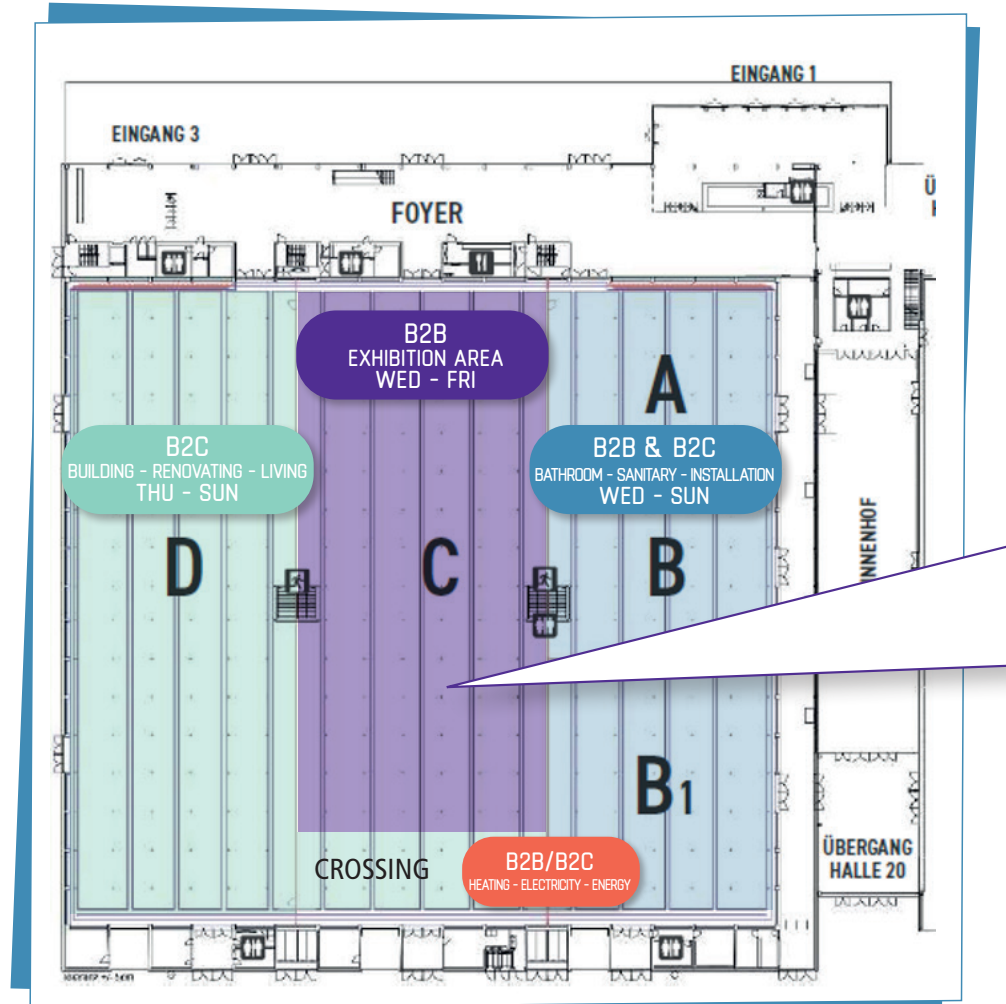 EINGANG 1
EINGANG 3
FOYER
B2B
EXHIBITION AREA
WED - FRI
A
B2C
BUILDING - RENOVATING - LIVING
THU - SUN
B2B & B2C
BATHROOM - SANITARY - INSTALLATION
WED - SUN
D
C
B
INNENHOF
B1
CROSSING
B2B/B2C
HEATING - ELECTRICITY - ENERGY
ÜBERGANG
HALLE 20